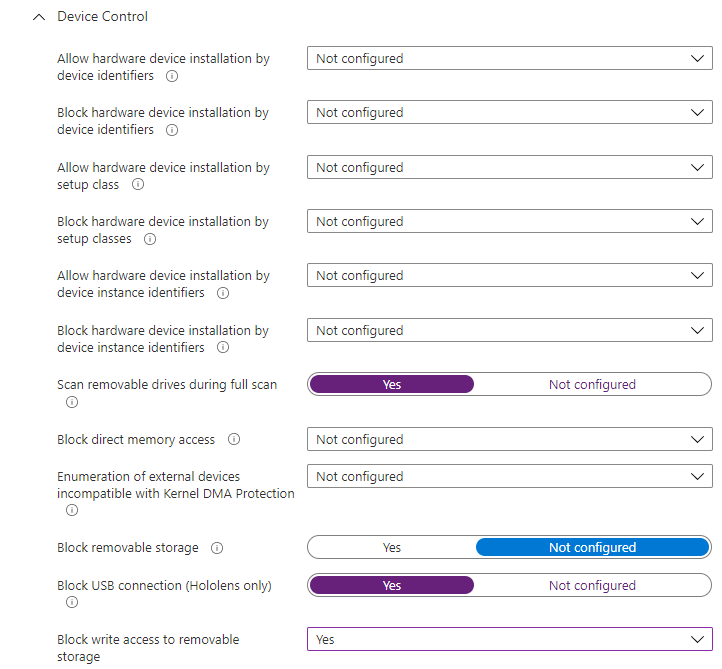 Device Control
Allow hardware device installation by Not configured
device identifiers
Block hardware device installation by Not configured
device identifiers
Allow hardware device installation by Not configured
setup class
Block hardware device installation by Not configured
setup classes
Allow hardware device installation by Not configured
device instance identifiers
Block hardware device installation by Not configured
device instance identifiers
Scan removable drives during full scan Yes Not configured
Block direct memory access Not configured
Enumeration of external devices Not configured
incompatible with Kernel DMA Protection
Block removable storage Yes Not configured
Block USB connection (Hololens only) Yes Not configured
Block write access to removable Yes
storage